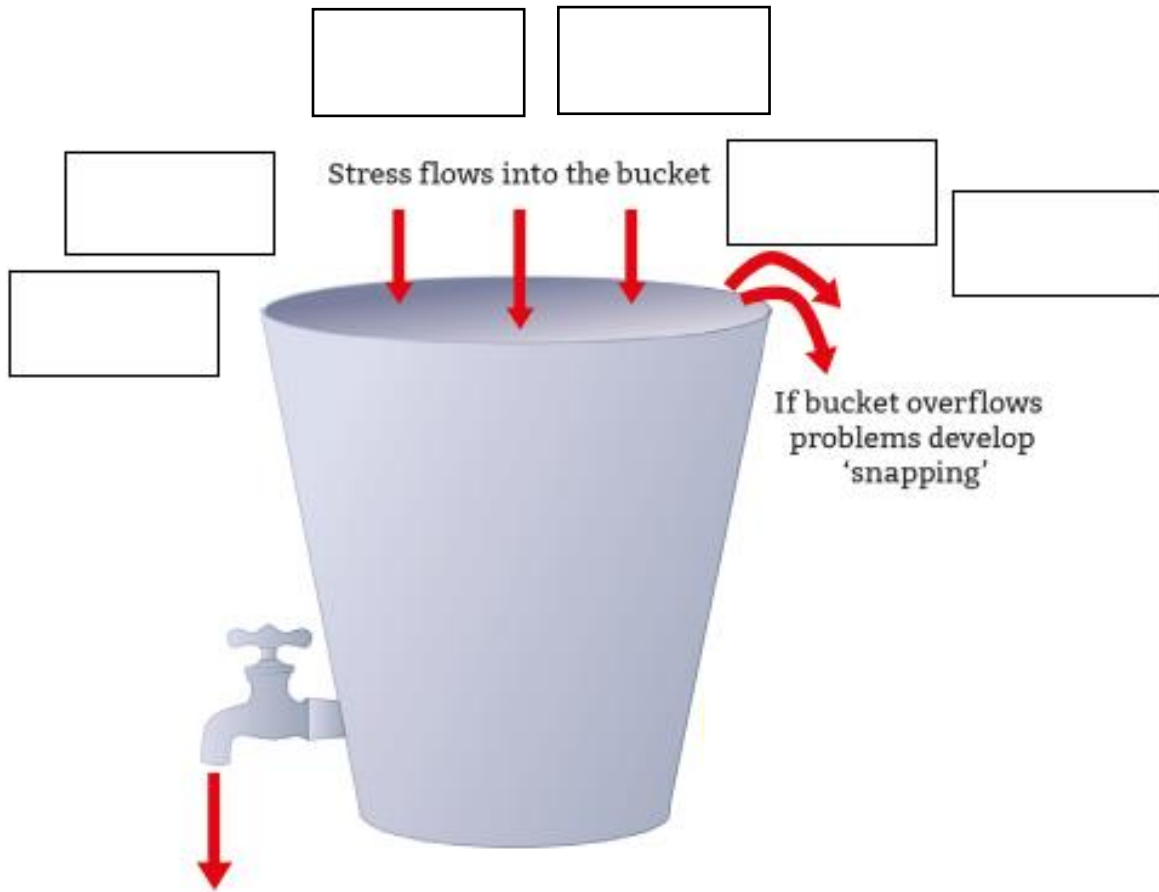 Stress flows into the bucket
If bucket overflows
problems develop
‘snapping’